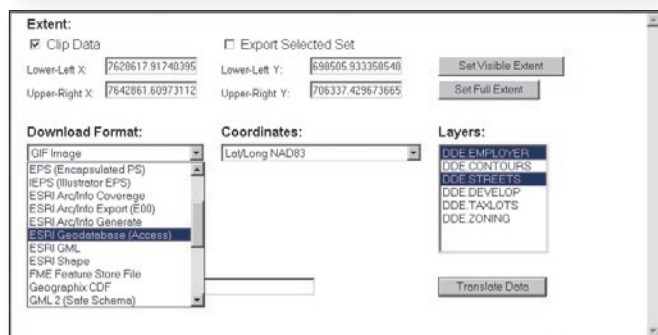 Extent:
Clip Data Export Selected Set
Lower-Left X: 7628617.91740395 Lower-Left Y: 698505.933358548 Set Visible Extent
Upper-Right X: 7642861.60973112 Upper-Right Y: 706337.429673665 Set Full Extent
Download Format: Coordinates: Layers:
GIF Image Lat/Long NAD83 DDE EMPLOYER
EPS (Encapsulated PS) DDE CONTOURS
IEPS (Illustrator EPS) DDE STREETS
ESRI Arc/Info Coverage DDE DEVELOP
ESRI Arc/Info Export (E00) DDE TAXLOTS
ESRI Arc/Info Generate DDE ZONING
ESRI Geodatabase (Access)
ESRI GML
ESRI Shape
FME Feature Store File
Geographix CDF Translate Data
GML 2 (Safe Schema)